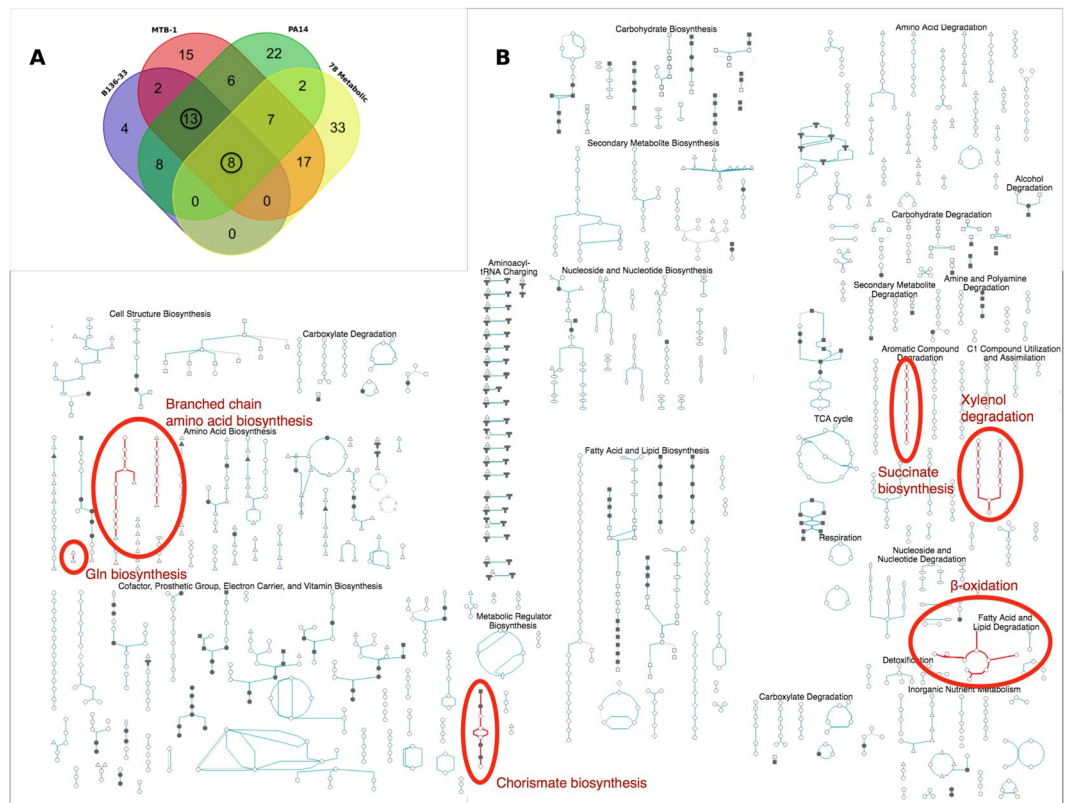 A
MTB-1
PA14
B136-33
78 Metabolic
15
22
2
6
2
4
13
7
33
8
8
17
0
0
0
B
Carbohydrate Biosynthesis
Amino Acid Degradation
Secondary Metabolite Biosynthesis
Alcohol
Degradation
Carbohydrate Degradation
Aminoacyl-
tRNA Charging
Nucleoside and Nucleotide Biosynthesis
Secondary Metabolite
Degradation
Amine and Polyamine
Degradation
Cell Structure Biosynthesis
Carboxylate Degradation
Aromatic Compound
Degradation
C1 Compound Utilization
and Assimilation
Branched chain
amino acid biosynthesis
Amino Acid Biosynthesis
Xylenol
degradation
TCA cycle
Fatty Acid and Lipid Biosynthesis
Succinate
biosynthesis
Respiration
Gln biosynthesis
Nucleoside and
Nucleotide Degradation
Cofactor, Prosthetic Group, Electron Carrier, and Vitamin Biosynthesis
β-oxidation
Metabolic Regulator
Biosynthesis
Fatty Acid and
Lipid Degradation
Detoxification
Carboxylate Degradation
Inorganic Nutrient Metabolism
Chorismate biosynthesis